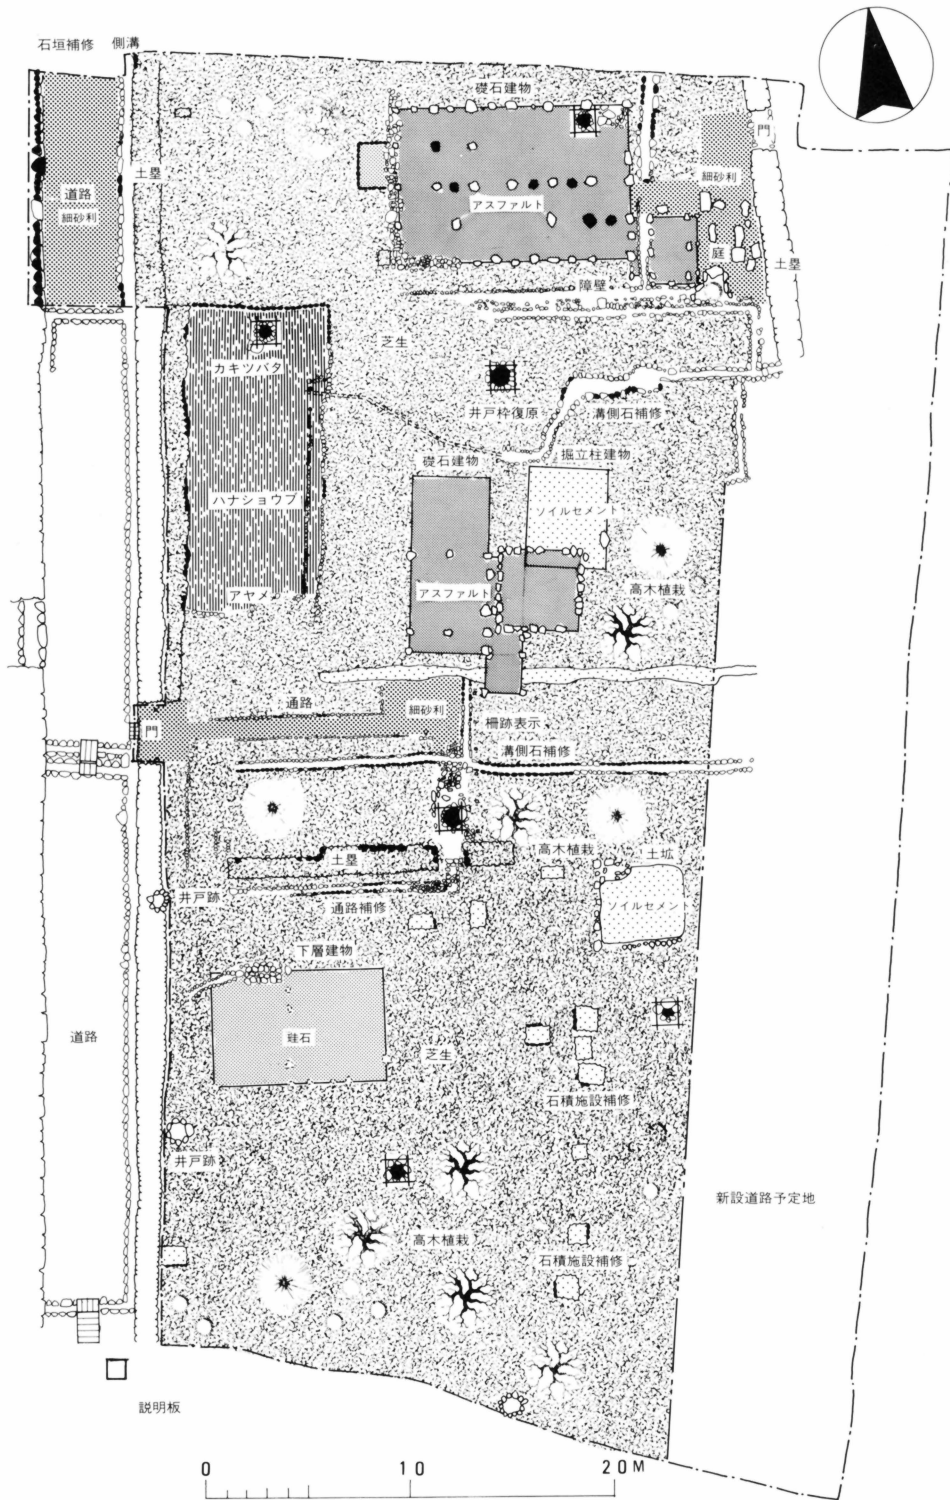 石垣補修
側溝
礎石建物
門
細砂利
土塁
道路
細砂利
アスファルト
庭
土塁
障壁
芝生
カキツバタ
井戸枠復原
溝側石補修
礎石建物
掘立柱建物
ハナショウブ
ソイルセメント
アヤメ
アスファルト
高木植栽
通路
細砂利
門
柵跡表示
溝側石補修
土塁
高木植栽
土拡
井戸跡
通路補修
ソイルセメント
下層建物
道路
珪石
芝生
石積施設補修
井戸跡
新設道路予定地
高木植栽
石積施設補修
説明板
0 10 20M